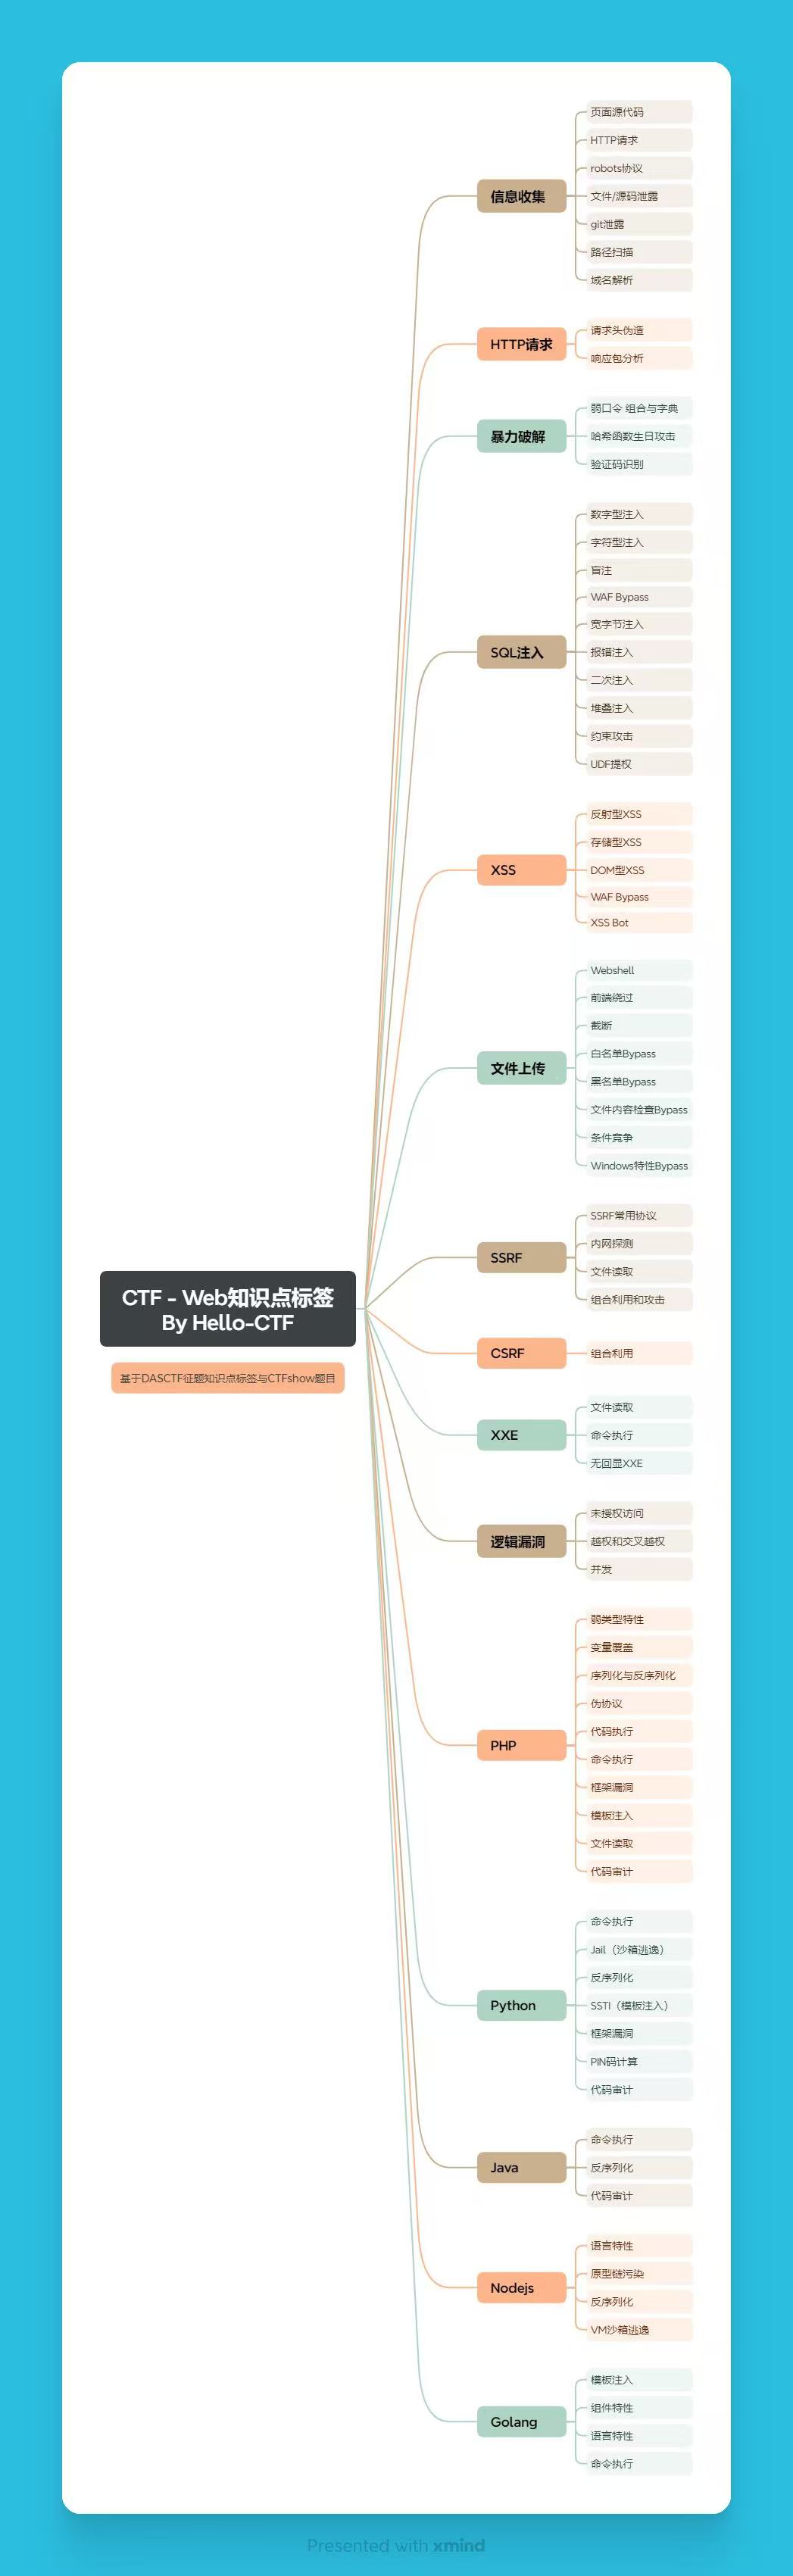 CTF - Web知识点标签
By Hello-CTF
基于DASCTF征题知识点标签与CTFshow题目
信息收集
页面源代码
HTTP请求
robots协议
文件/源码泄露
git泄露
路径扫描
域名解析
HTTP请求
请求头伪造
响应包分析
暴力破解
弱口令 组合与字典
哈希函数生日攻击
验证码识别
SQL注入
数字型注入
字符型注入
盲注
WAF Bypass
宽字节注入
报错注入
二次注入
堆叠注入
约束攻击
UDF提权
XSS
反射型XSS
存储型XSS
DOM型XSS
WAF Bypass
XSS Bot
文件上传
Webshell
前端绕过
截断
白名单Bypass
黑名单Bypass
文件内容检查Bypass
条件竞争
Windows特性Bypass
SSRF
SSRF常用协议
内网探测
文件读取
组合利用和攻击
CSRF
组合利用
XXE
文件读取
命令执行
无回显XXE
逻辑漏洞
未授权访问
越权和交叉越权
并发
PHP
弱类型特性
变量覆盖
序列化与反序列化
伪协议
代码执行
命令执行
框架漏洞
模板注入
文件读取
代码审计
Python
命令执行
Jail（沙箱逃逸）
反序列化
SSTI（模板注入）
框架漏洞
PIN码计算
代码审计
Java
命令执行
反序列化
代码审计
Nodejs
语言特性
原型链污染
反序列化
VM沙箱逃逸
Golang
模板注入
组件特性
语言特性
命令执行
Presented with xmind